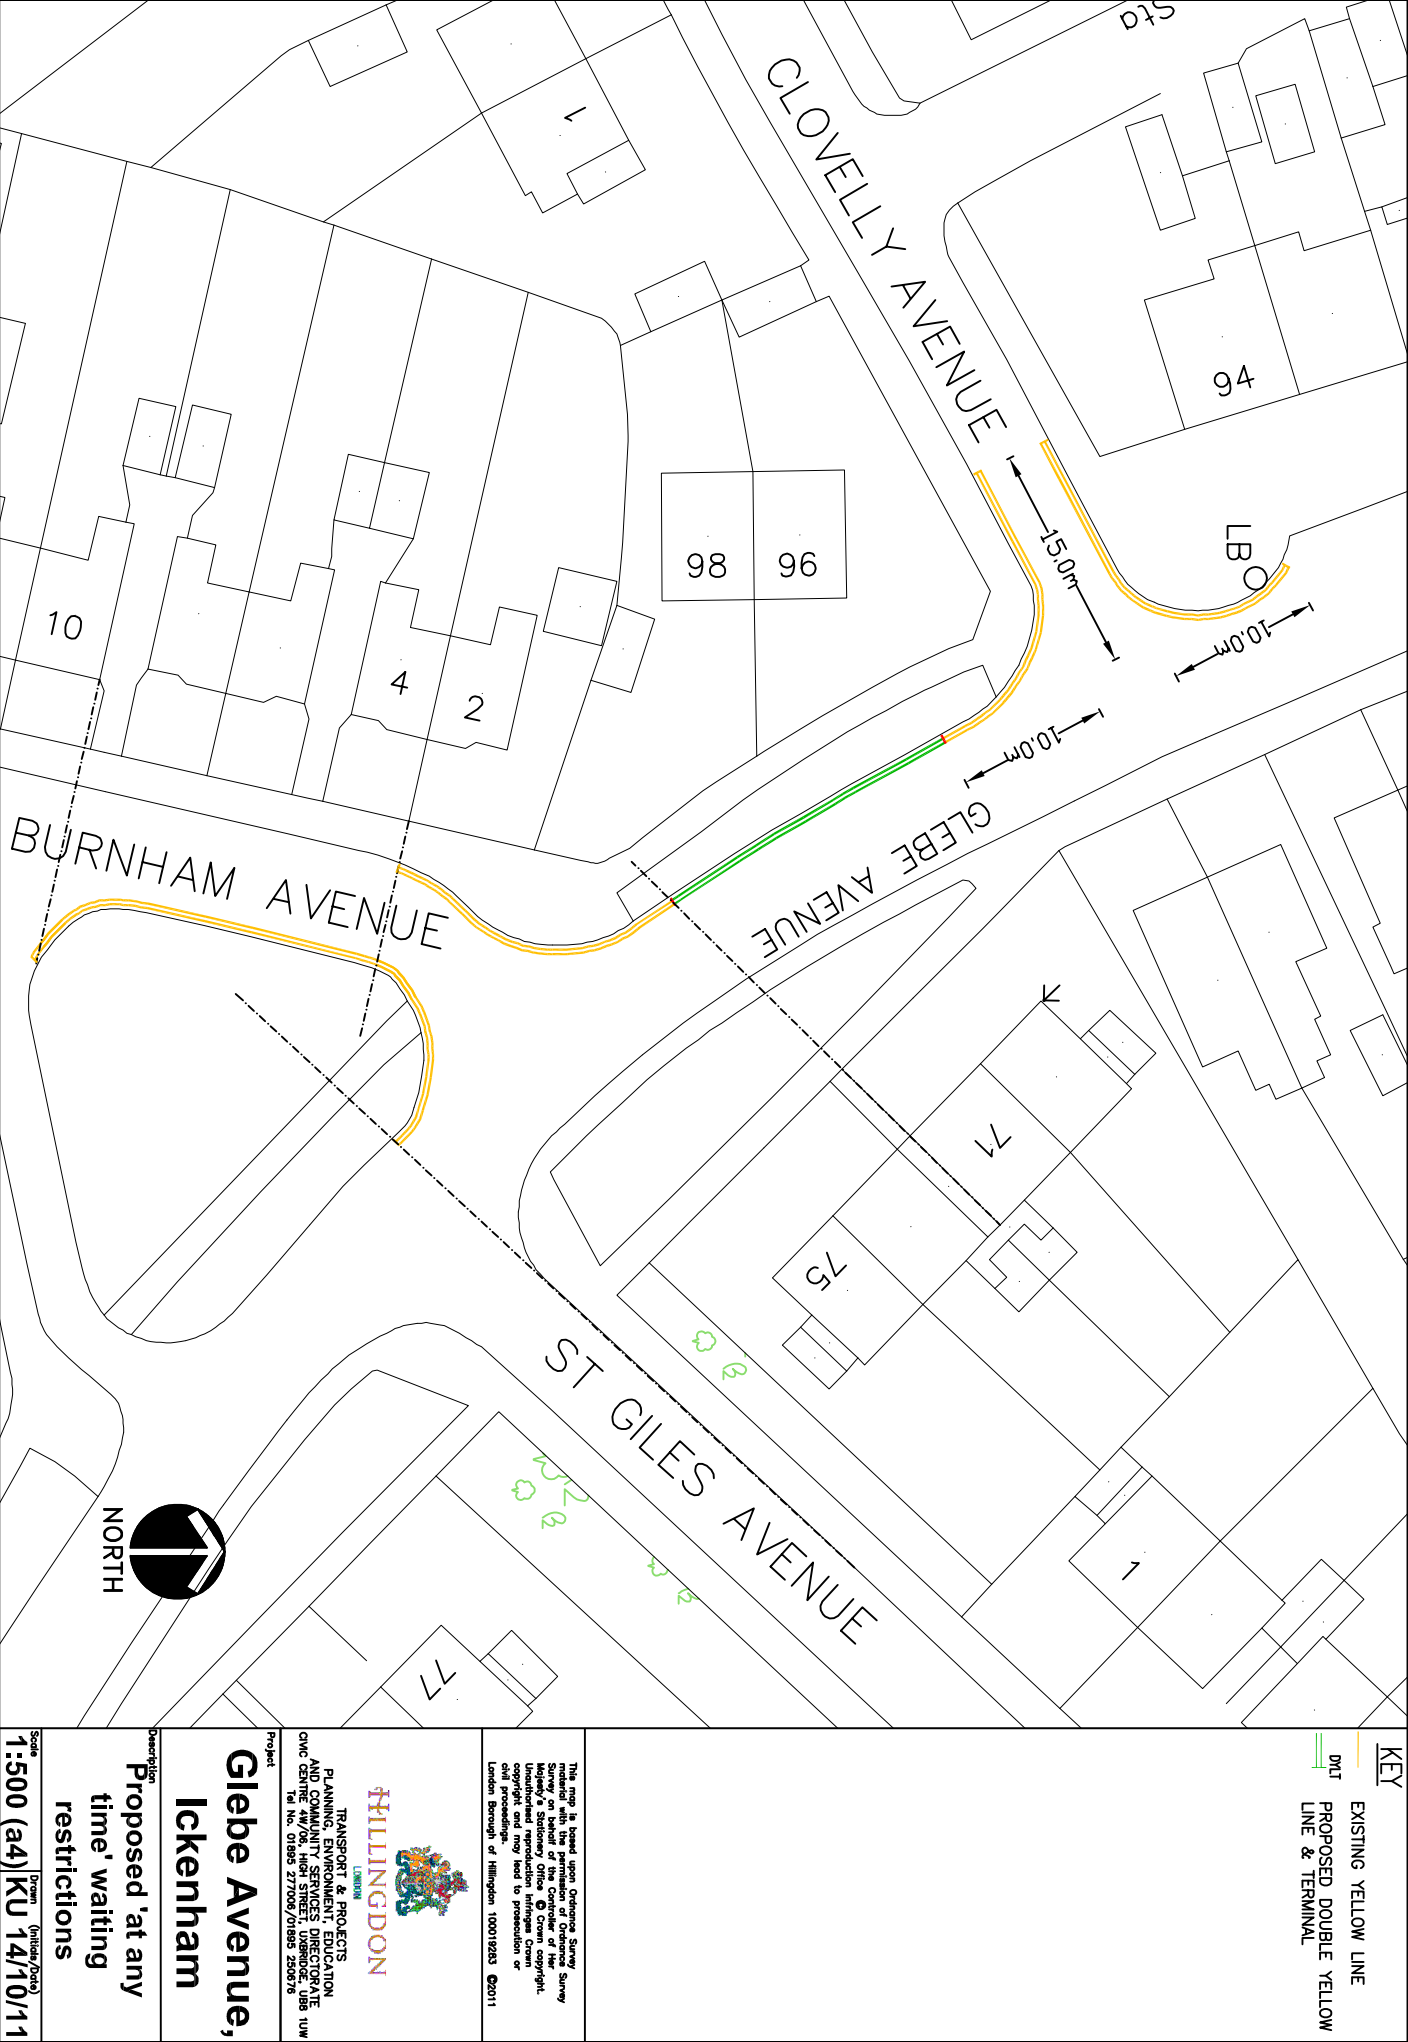 Sta
CLOVELLY AVENUE
1
94
LB
15.0m
10.0m
98
96
10
4
2
10.0m
GLEBE AVENUE
BURNHAM AVENUE
71
75
ST GILES AVENUE
1
77
NORTH
KEY
EXISTING YELLOW LINE
DYLT
PROPOSED DOUBLE YELLOW
LINE & TERMINAL
This map is based upon Ordnance Survey
material with the permission of Ordnance Survey
Survey on behalf of the Controller of Her
Majesty's Stationery Office © Crown copyright.
Unauthorised reproduction infringes Crown
copyright and may lead to prosecution or
civil proceedings.
London Borough of Hillingdon 100019283 ©2011
HILLINGDON
LONDON
TRANSPORT & PROJECTS
PLANNING, ENVIRONMENT, EDUCATION
AND COMMUNITY SERVICES DIRECTORATE
CIVIC CENTRE 4W/06, HIGH STREET, UXBRIDGE, UB8 1UW
Tel No. 01895 277006/01895 250676
Project
Glebe Avenue,
Ickenham
Description
Proposed 'at any
time' waiting
restrictions
Scale
1:500 (a4)
Drawn (Initials/Date)
KU 14/10/11